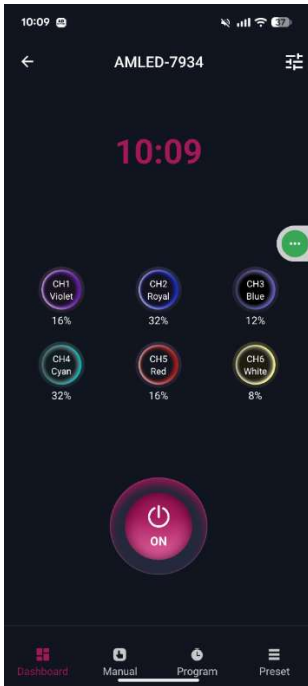 10:09
37
AMLED-7934
10:09
CH1
Violet
16%
CH2
Royal
32%
CH3
Blue
12%
CH4
Cyan
32%
CH5
Red
16%
CH6
White
8%
ON
Dashboard
Manual
Program
Preset